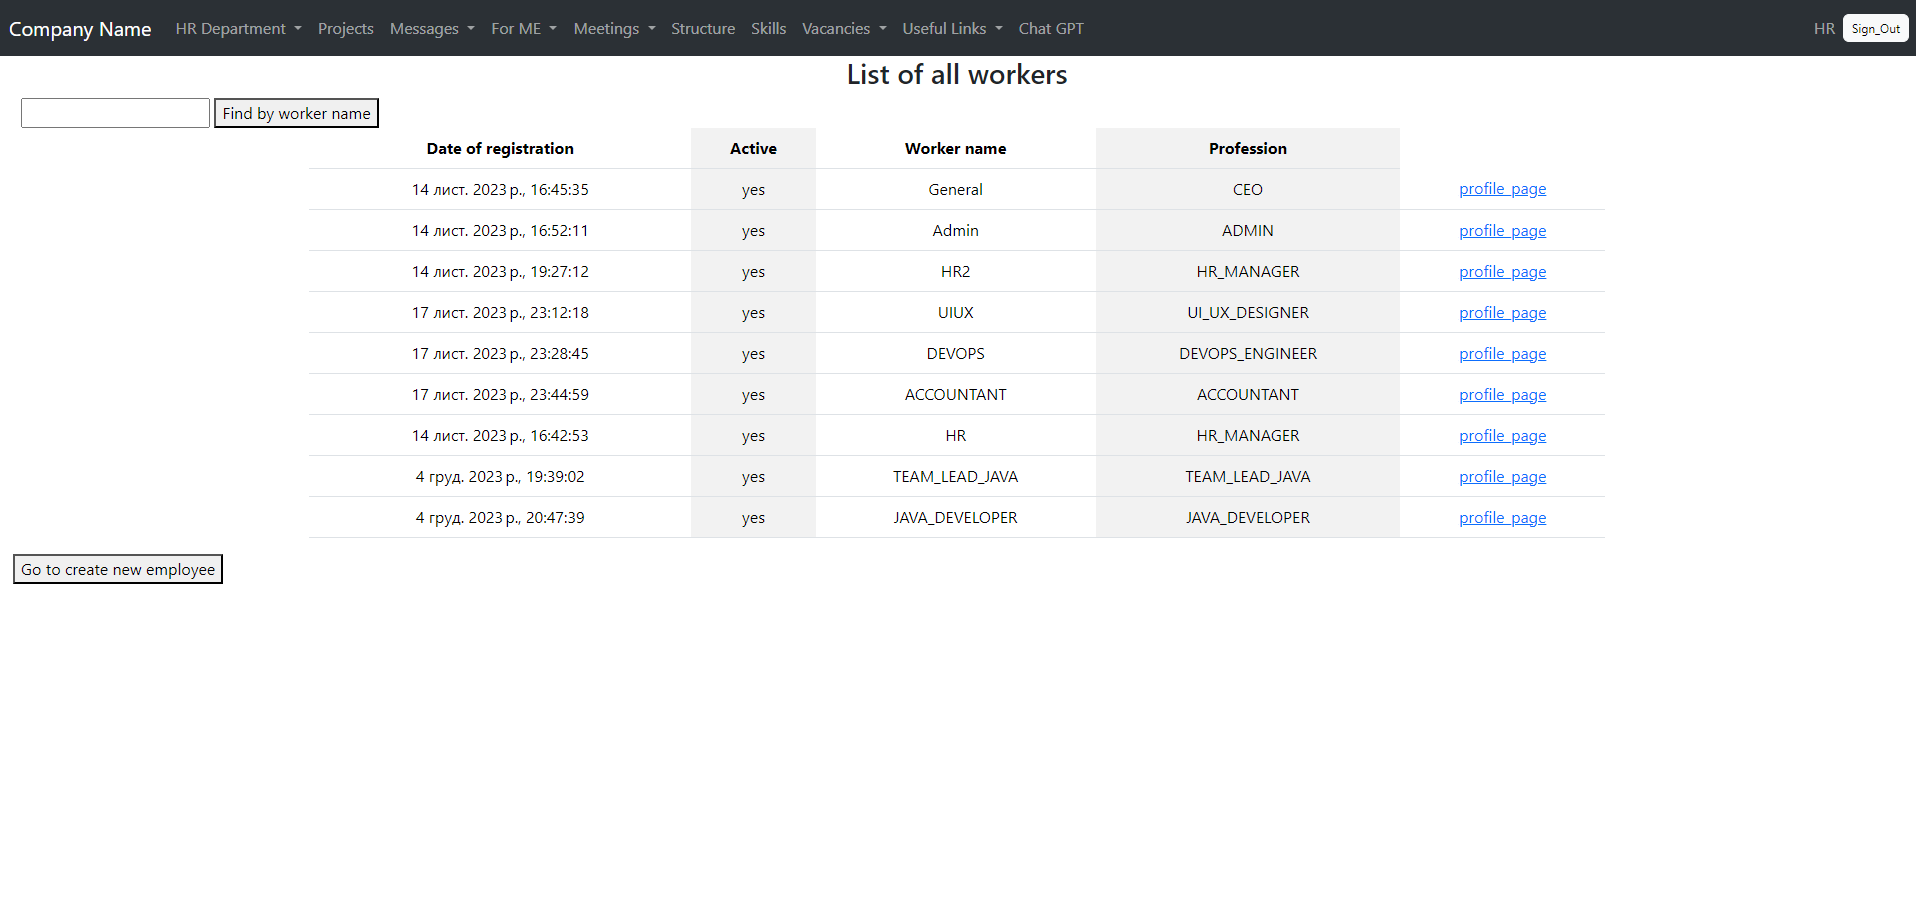 Company Name HR Department Projects Messages For ME Meetings Structure Skills Vacancies Useful Links Chat GPT HR Sign_Out
List of all workers
Find by worker name
Date of registration Active Worker name Profession
14 лист. 2023 р., 16:45:35 yes General CEO profile_page
14 лист. 2023 р., 16:52:11 yes Admin ADMIN profile_page
14 лист. 2023 р., 19:27:12 yes HR2 HR_MANAGER profile_page
17 лист. 2023 р., 23:12:18 yes UIUX UI_UX_DESIGNER profile_page
17 лист. 2023 р., 23:28:45 yes DEVOPS DEVOPS_ENGINEER profile_page
17 лист. 2023 р., 23:44:59 yes ACCOUNTANT ACCOUNTANT profile_page
14 лист. 2023 р., 16:42:53 yes HR HR_MANAGER profile_page
4 груд. 2023 р., 19:39:02 yes TEAM_LEAD_JAVA TEAM_LEAD_JAVA profile_page
4 груд. 2023 р., 20:47:39 yes JAVA_DEVELOPER JAVA_DEVELOPER profile_page
Go to create new employee